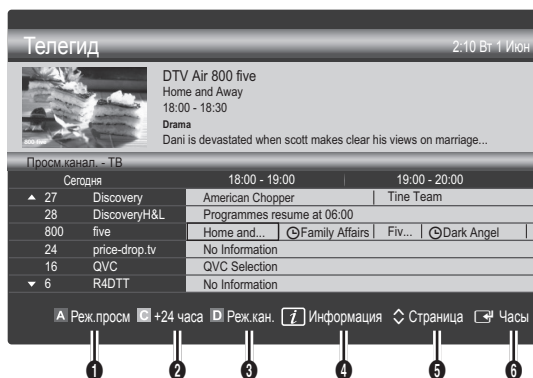 Телегид 2:10 Вт 1 Июн
DTV Air 800 five
Home and Away
18:00 - 18:30
Drama
Dani is devastated when scott makes clear his views on marriage...
800 five
Просм.канал. - ТВ
Сегодня 18:00 - 19:00 19:00 - 20:00
▲ 27 Discovery American Chopper Tine Team
28 DiscoveryH&L Programmes resume at 06:00
800 five Home and... Family Affairs Fiv... Dark Angel
24 price-drop.tv No Information
16 QVC QVC Selection
▼ 6 R4DTT No Information
A Реж.просм C +24 часа D Реж.кан. i Информация Страница Часы
1 2 3 4 5 6